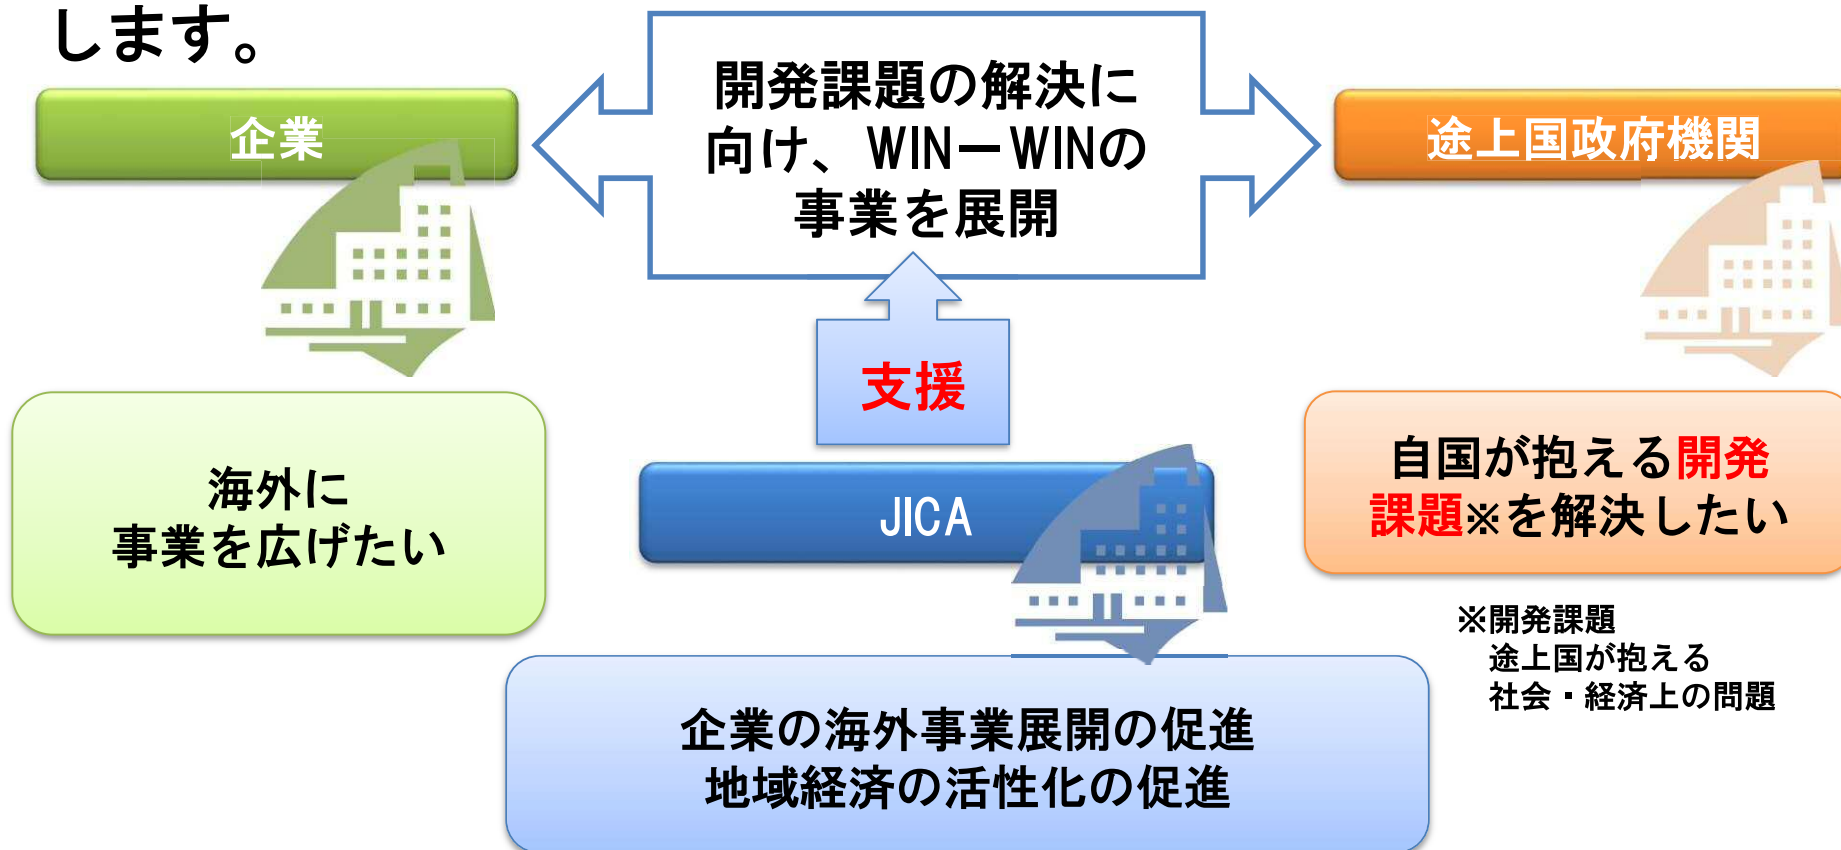 します。
企業
開発課題の解決に
向け、WIN－WINの
事業を展開
途上国政府機関
支援
海外に
事業を広げたい
JICA
自国が抱える開発
課題※を解決したい
※開発課題
途上国が抱える
社会・経済上の問題
企業の海外事業展開の促進
地域経済の活性化の促進